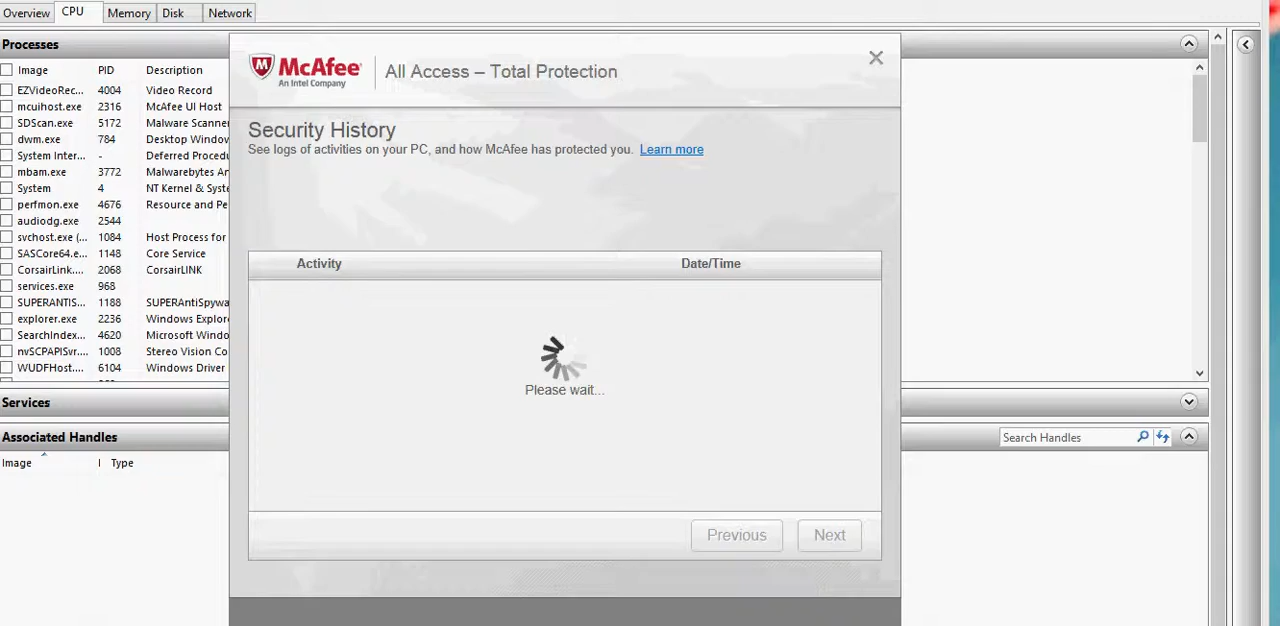 Overview CPU Memory Disk Network
Processes
Image PID Description
EZVideoRec... 4004 Video Record
mcuihost.exe 2316 McAfee UI Host
SDScan.exe 5172 Malware Scanner
dwm.exe 784 Desktop Window
System Inter... - Deferred Procedu
mbam.exe 3772 Malwarebytes An
System 4 NT Kernel & Syste
perfmon.exe 4676 Resource and Pe
audiodg.exe 2544
svchost.exe (... 1084 Host Process for
SASCore64.e... 1148 Core Service
CorsairLink.... 2068 CorsairLINK
services.exe 968
SUPERANTIS... 1188 SUPERAntiSpywa
explorer.exe 2236 Windows Explore
SearchIndex... 4620 Microsoft Windo
nvSCPAPISvr.... 1008 Stereo Vision Co
WUDFHost.... 6104 Windows Driver
Services
Associated Handles
Search Handles
Image Type
McAfee
An Intel Company
All Access – Total Protection
Security History
See logs of activities on your PC, and how McAfee has protected you. Learn more
Activity Date/Time
Please wait...
Previous Next